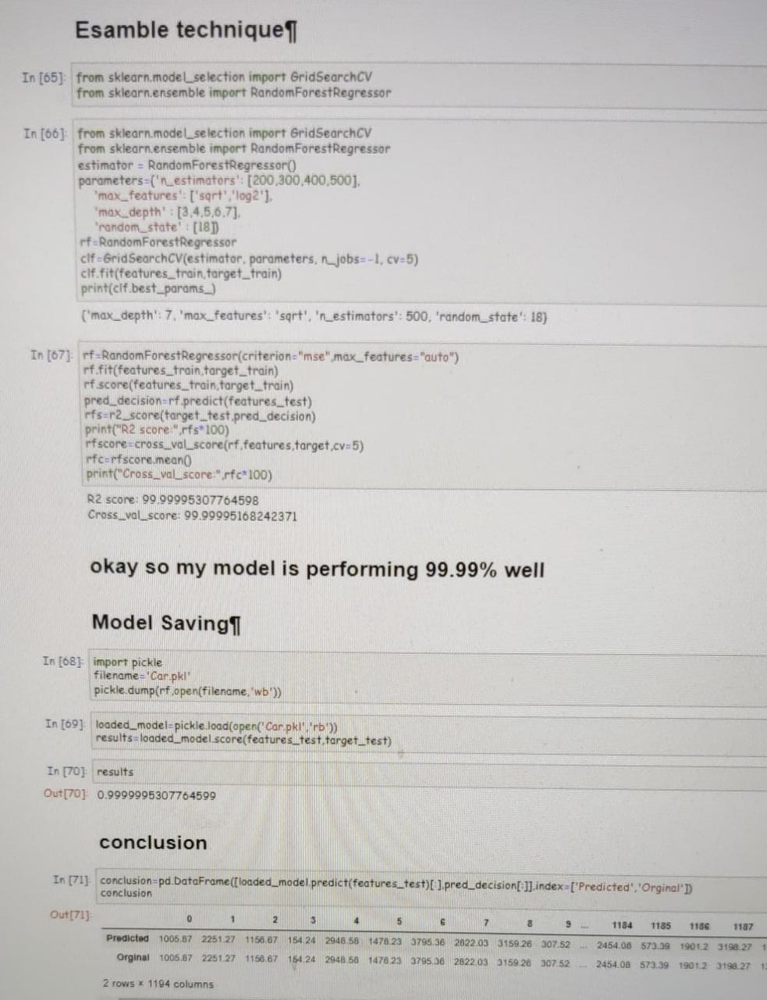 Esamble technique¶
In [65]: from sklearn.model_selection import GridSearchCV
from sklearn.ensemble import RandomForestRegressor
In [66]: from sklearn.model_selection import GridSearchCV
from sklearn.ensemble import RandomForestRegressor
estimator = RandomForestRegressor()
parameters={'n_estimators': [200,300,400,500],
'max_features': ['sqrt','log2'],
'max_depth' : [3,4,5,6,7],
'random_state' : [18]}
rf=RandomForestRegressor
clf=GridSearchCV(estimator, parameters, n_jobs=-1, cv=5)
clf.fit(features_train,target_train)
print(clf.best_params_)
{'max_depth': 7, 'max_features': 'sqrt', 'n_estimators': 500, 'random_state': 18}
In [67]: rf=RandomForestRegressor(criterion="mse",max_features="auto")
rf.fit(features_train,target_train)
rf.score(features_train,target_train)
pred_decision=rf.predict(features_test)
rfs=r2_score(target_test,pred_decision)
print("R2 score:",rfs*100)
rfscore=cross_val_score(rf,features,target,cv=5)
rfc=rfscore.mean()
print("Cross_val_score:",rfc*100)
R2 score: 99.99995307764598
Cross_val_score: 99.99995168242371
okay so my model is performing 99.99% well
Model Saving¶
In [68]: import pickle
filename='Car.pkl'
pickle.dump(rf,open(filename,'wb'))
In [69]: loaded_model=pickle.load(open('Car.pkl','rb'))
results=loaded_model.score(features_test,target_test)
In [70]: results
Out[70]: 0.9999995307764599
conclusion
In [71]: conclusion=pd.DataFrame([loaded_model.predict(features_test)[:],pred_decision[:]],index=['Predicted','Orginal'])
conclusion
Out[71]:
0 1 2 3 4 5 6 7 8 9 ... 1184 1185 1186 1187
Predicted 1005.87 2251.27 1156.67 154.24 2948.58 1476.23 3795.36 2822.03 3159.26 307.52 ... 2454.08 573.39 1901.2 3198.27
Orginal 1005.87 2251.27 1156.67 154.24 2948.58 1476.23 3795.36 2822.03 3159.26 307.52 ... 2454.08 573.39 1901.2 3198.27
2 rows × 1194 columns